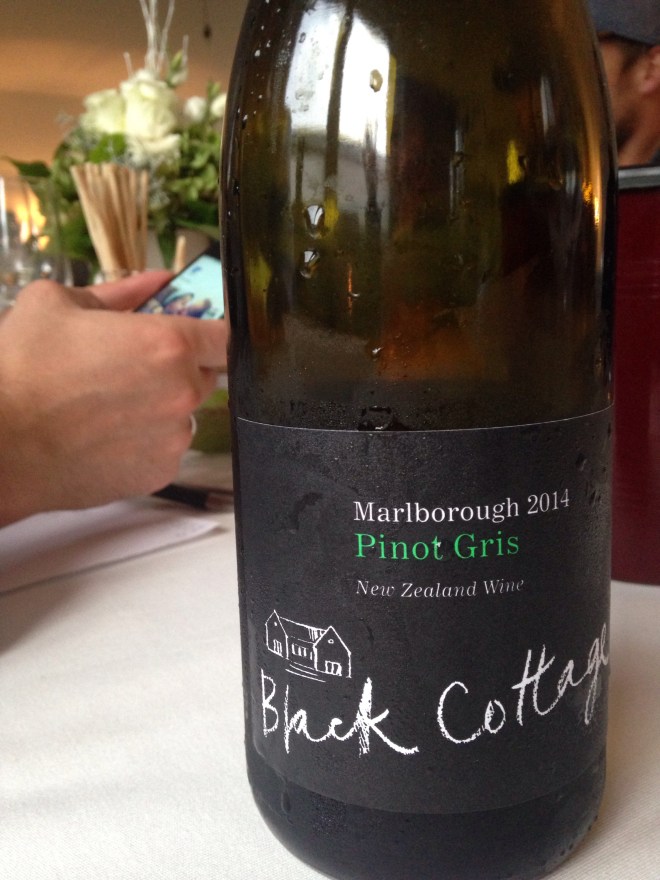 Marlborough 2014
Pinot Gris
New Zealand Wine
Black Cottage